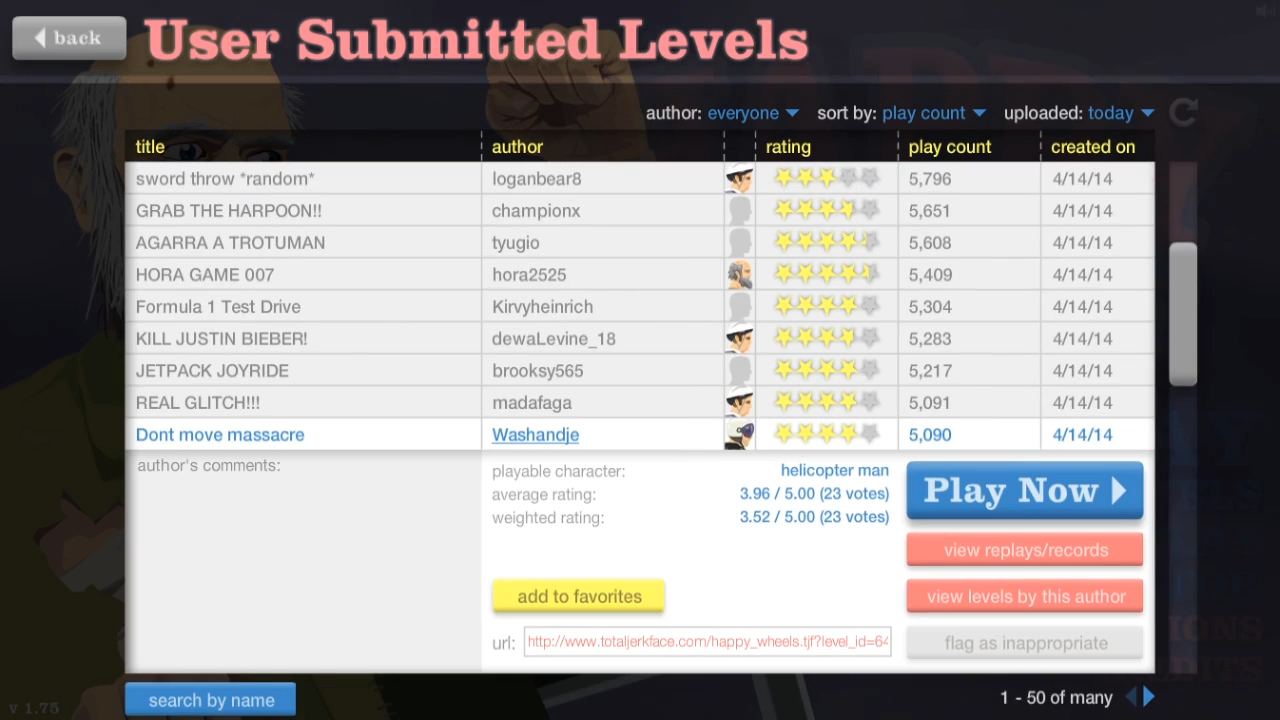 back
User Submitted Levels
author: everyone sort by: play count uploaded: today
title author rating play count created on
sword throw *random* loganbear8 5,796 4/14/14
GRAB THE HARPOON!! championx 5,651 4/14/14
AGARRA A TROTUMAN tyugio 5,608 4/14/14
HORA GAME 007 hora2525 5,409 4/14/14
Formula 1 Test Drive Kirvyheinrich 5,304 4/14/14
KILL JUSTIN BIEBER! dewaLevine_18 5,283 4/14/14
JETPACK JOYRIDE brooksy565 5,217 4/14/14
REAL GLITCH!!! madafaga 5,091 4/14/14
Dont move massacre Washandje 5,090 4/14/14
author's comments:
playable character: helicopter man
average rating: 3.96 / 5.00 (23 votes)
weighted rating: 3.52 / 5.00 (23 votes)
Play Now
view replays/records
add to favorites
view levels by this author
url: http://www.totaljerkface.com/happy_wheels.tjf?level_id=64
flag as inappropriate
search by name
1 - 50 of many
v 1.75